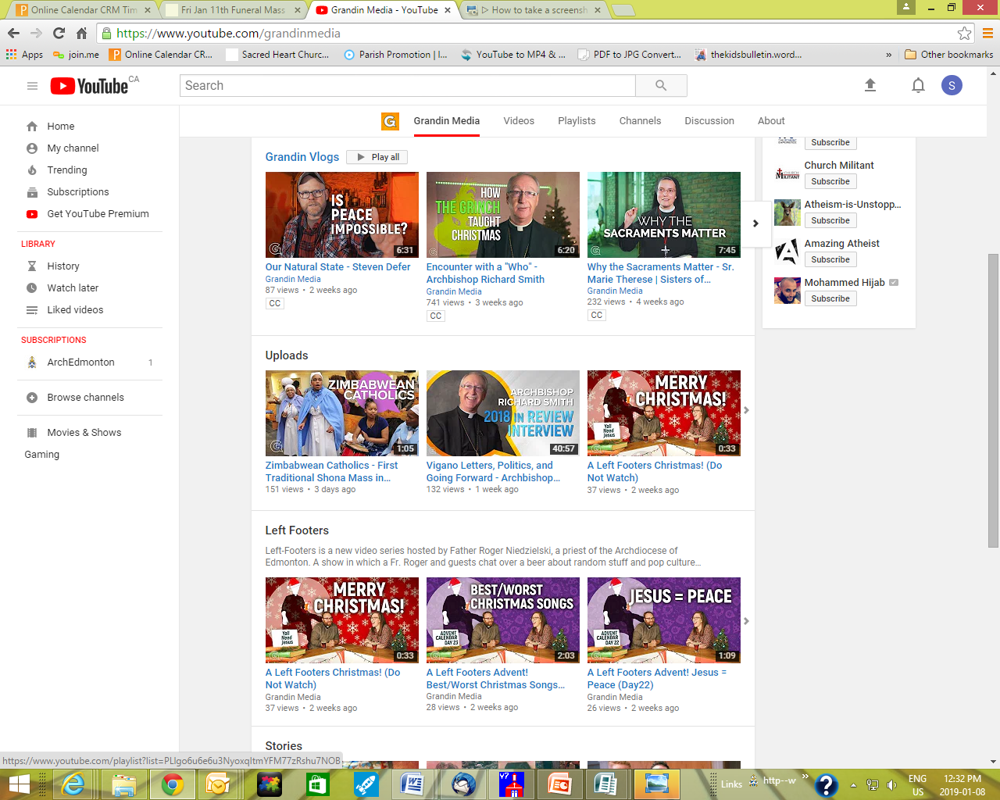 Online Calendar CRM Tim
Fri Jan 11th Funeral Mass
Grandin Media - YouTube
How to take a screensh
https://www.youtube.com/grandinmedia
Apps
join.me
Online Calendar CR...
Sacred Heart Churc...
Parish Promotion | I...
YouTube to MP4 & ...
PDF to JPG Convert...
thekidsbulletin.word...
»
Other bookmarks
YouTube CA
Search
S
G
Grandin Media
Videos
Playlists
Channels
Discussion
About
Home
My channel
Trending
Subscriptions
Get YouTube Premium
LIBRARY
History
Watch later
Liked videos
SUBSCRIPTIONS
ArchEdmonton 1
Browse channels
Movies & Shows
Gaming
Grandin Vlogs
Play all
IS
PEACE
IMPOSSIBLE?
6:31
Our Natural State - Steven Defer
Grandin Media
87 views • 2 weeks ago
CC
HOW
THE GRINCH
TAUGHT
CHRISTMAS
6:20
Encounter with a "Who" -
Archbishop Richard Smith
Grandin Media
741 views • 3 weeks ago
CC
WHY THE
SACRAMENTS MATTER
7:45
Why the Sacraments Matter - Sr.
Marie Therese | Sisters of...
Grandin Media
232 views • 4 weeks ago
CC
Uploads
ZIMBABWEAN
CATHOLICS
1:05
Zimbabwean Catholics - First
Traditional Shona Mass in...
151 views • 3 days ago
ARCHBISHOP
RICHARD SMITH
2018 IN REVIEW
INTERVIEW
40:57
Vigano Letters, Politics, and
Going Forward - Archbishop...
132 views • 1 week ago
MERRY
CHRISTMAS!
Yall
Need
Jesus
0:33
A Left Footers Christmas! (Do
Not Watch)
37 views • 2 weeks ago
Left Footers
Left-Footers is a new video series hosted by Father Roger Niedzielski, a priest of the Archdiocese of
Edmonton. A show in which a Fr. Roger and guests chat over a beer about random stuff and pop culture...
MERRY
CHRISTMAS!
Yall
Need
Jesus
0:33
A Left Footers Christmas! (Do
Not Watch)
Grandin Media
37 views • 2 weeks ago
BEST/WORST
CHRISTMAS SONGS
ADVENT
CALENDAR
DAY 23
2:03
A Left Footers Advent!
Best/Worst Christmas Songs...
Grandin Media
28 views • 2 weeks ago
JESUS = PEACE
ADVENT
CALENDAR
DAY 22
1:09
A Left Footers Advent! Jesus =
Peace (Day22)
Grandin Media
26 views • 2 weeks ago
Stories
Subscribe
Church Militant
Subscribe
Atheism-is-Unstopp...
Subscribe
Amazing Atheist
Subscribe
Mohammed Hijab
Subscribe
Links
http--w
»
ENG
US
12:32 PM
2019-01-08